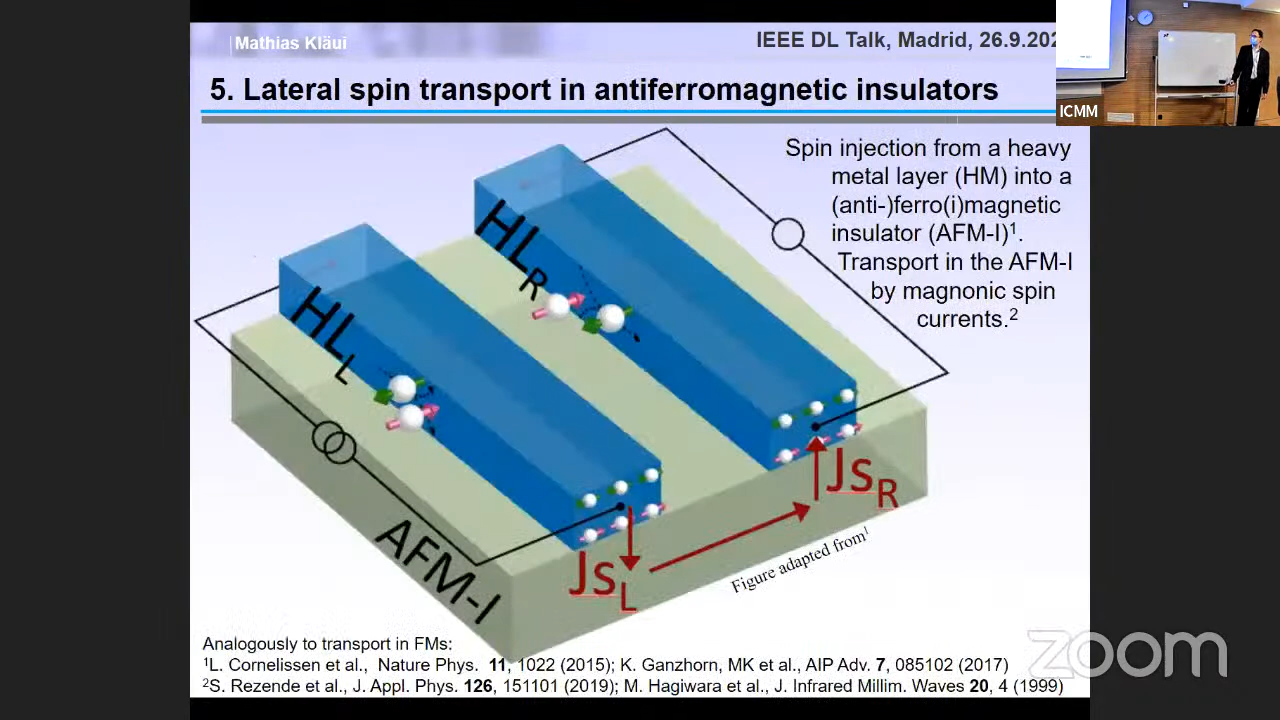 Mathias Kläui
IEEE DL Talk, Madrid, 26.9.202
5. Lateral spin transport in antiferromagnetic insulators
ICMM
Spin injection from a heavy
metal layer (HM) into a
(anti-)ferro(i)magnetic
insulator (AFM-I)¹.
Transport in the AFM-I
by magnonic spin
currents.²
HL_R
HL_L
AFM-I
Js_L
Js_R
Figure adapted from¹
Analogously to transport in FMs:
¹L. Cornelissen et al., Nature Phys. 11, 1022 (2015); K. Ganzhorn, MK et al., AIP Adv. 7, 085102 (2017)
²S. Rezende et al., J. Appl. Phys. 126, 151101 (2019); M. Hagiwara et al., J. Infrared Millim. Waves 20, 4 (1999)
zoom